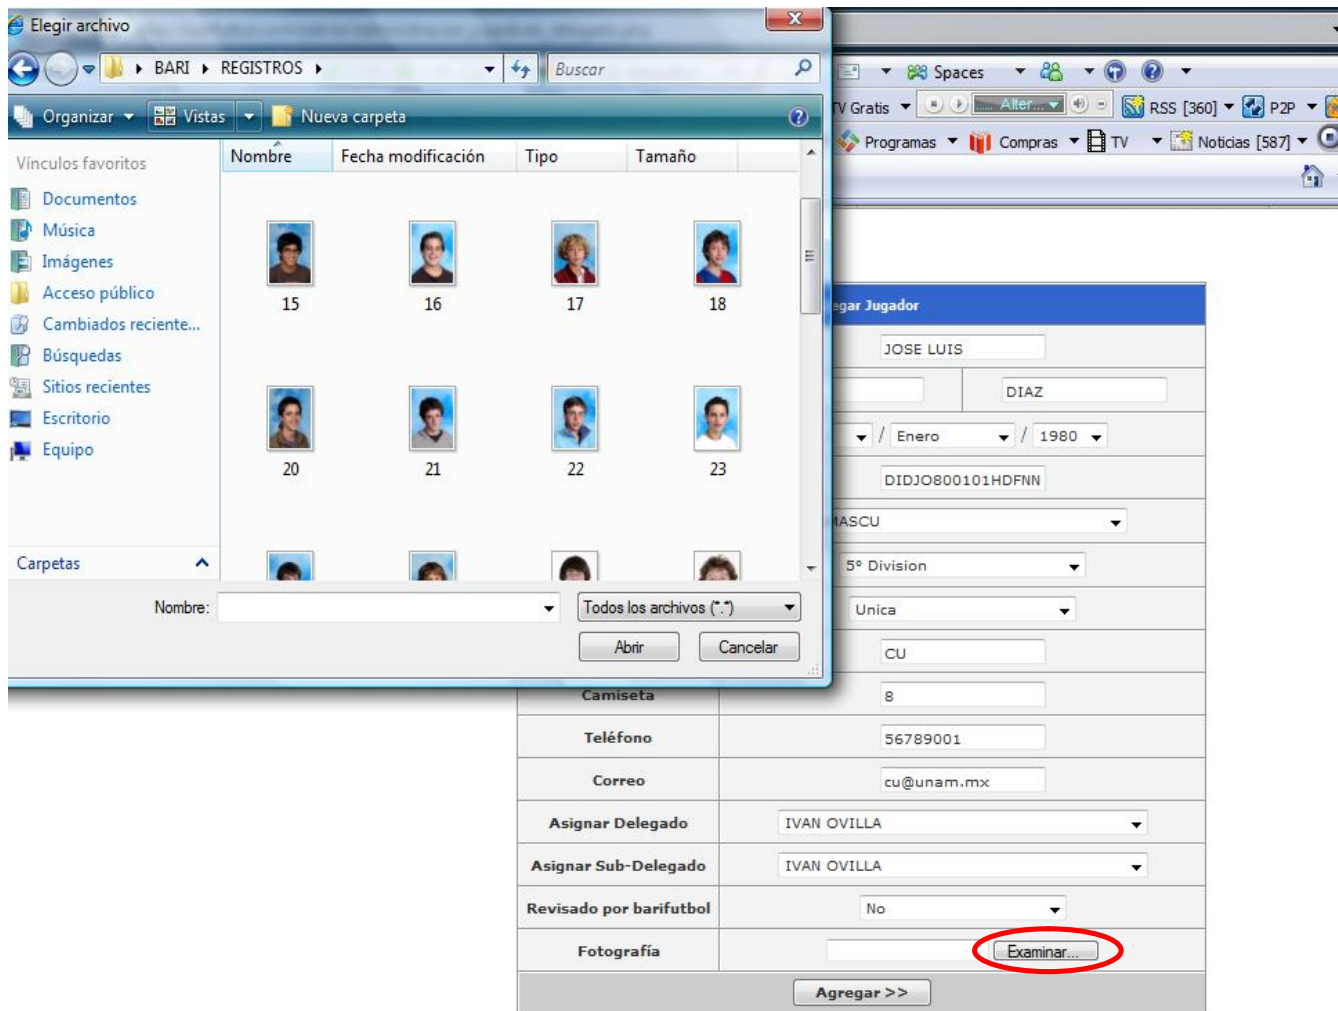 Elegir archivo
BARI REGISTROS
Buscar
Organizar Vistas Nueva carpeta
Vínculos favoritos
Documentos
Música
Imágenes
Acceso público
Cambiados reciente...
Búsquedas
Sitios recientes
Escritorio
Equipo
Carpetas
Nombre Fecha modificación Tipo Tamaño
15 16 17 18
20 21 22 23
Nombre: Todos los archivos (*.*)
Abrir Cancelar
Spaces
TV Gratis Alter... RSS [360] P2P
Programas Compras TV Noticias [587]
egar Jugador
JOSE LUIS
DIAZ
/ Enero / 1980
DIDJO800101HDFNN
MASCU
5º Division
Unica
CU
Camiseta 8
Teléfono 56789001
Correo cu@unam.mx
Asignar Delegado IVAN OVILLA
Asignar Sub-Delegado IVAN OVILLA
Revisado por barifutbol No
Fotografía Examinar...
Agregar >>